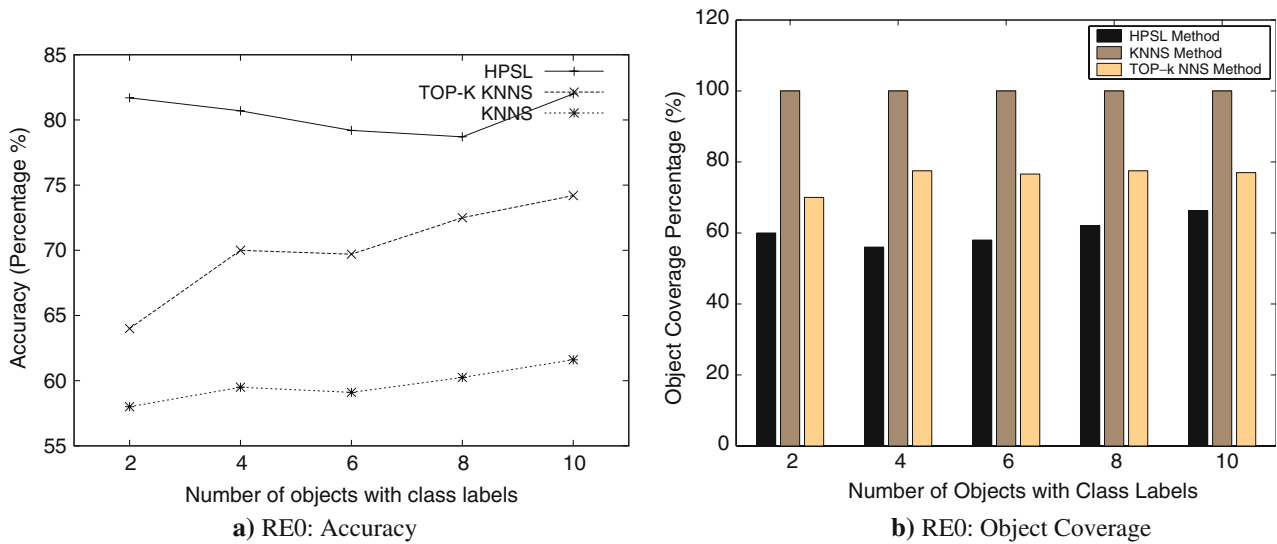 85
80
75
70
65
60
55
Accuracy (Percentage %)
HPSL
TOP-K KNNS
KNNS
2 4 6 8 10
Number of objects with class labels
a) RE0: Accuracy
120
100
80
60
40
20
0
Object Coverage Percentage (%)
HPSL Method
KNNS Method
TOP–k NNS Method
2 4 6 8 10
Number of Objects with Class Labels
b) RE0: Object Coverage